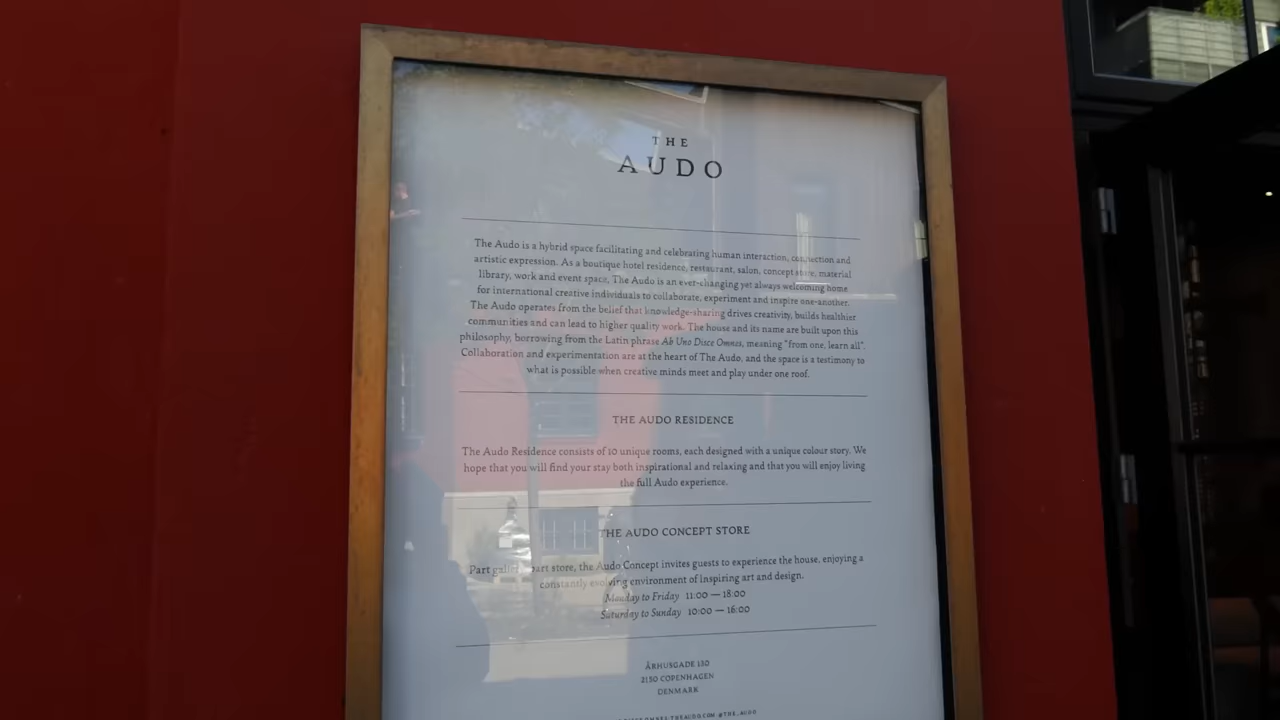 THE
AUDO
The Audo is a hybrid space facilitating and celebrating human interaction, connection and
artistic expression. As a boutique hotel residence, restaurant, salon, concept store, material
library, work and event space, The Audo is an ever-changing yet always welcoming home
for international creative individuals to collaborate, experiment and inspire one-another.
The Audo operates from the belief that knowledge-sharing drives creativity, builds healthier
communities and can lead to higher quality work. The house and its name are built upon this
philosophy, borrowing from the Latin phrase Ab Uno Disce Omnes, meaning "from one, learn all".
Collaboration and experimentation are at the heart of The Audo, and the space is a testimony to
what is possible when creative minds meet and play under one roof.
THE AUDO RESIDENCE
The Audo Residence consists of 10 unique rooms, each designed with a unique colour story. We
hope that you will find your stay both inspirational and relaxing and that you will enjoy living
the full Audo experience.
THE AUDO CONCEPT STORE
Part gallery, part store, the Audo Concept invites guests to experience the house, enjoying a
constantly evolving environment of inspiring art and design.
Monday to Friday 11:00 — 18:00
Saturday to Sunday 10:00 — 16:00
ÅRHUSGADE 130
2150 COPENHAGEN
DENMARK
THEAUDO.COM @THE_AUDO